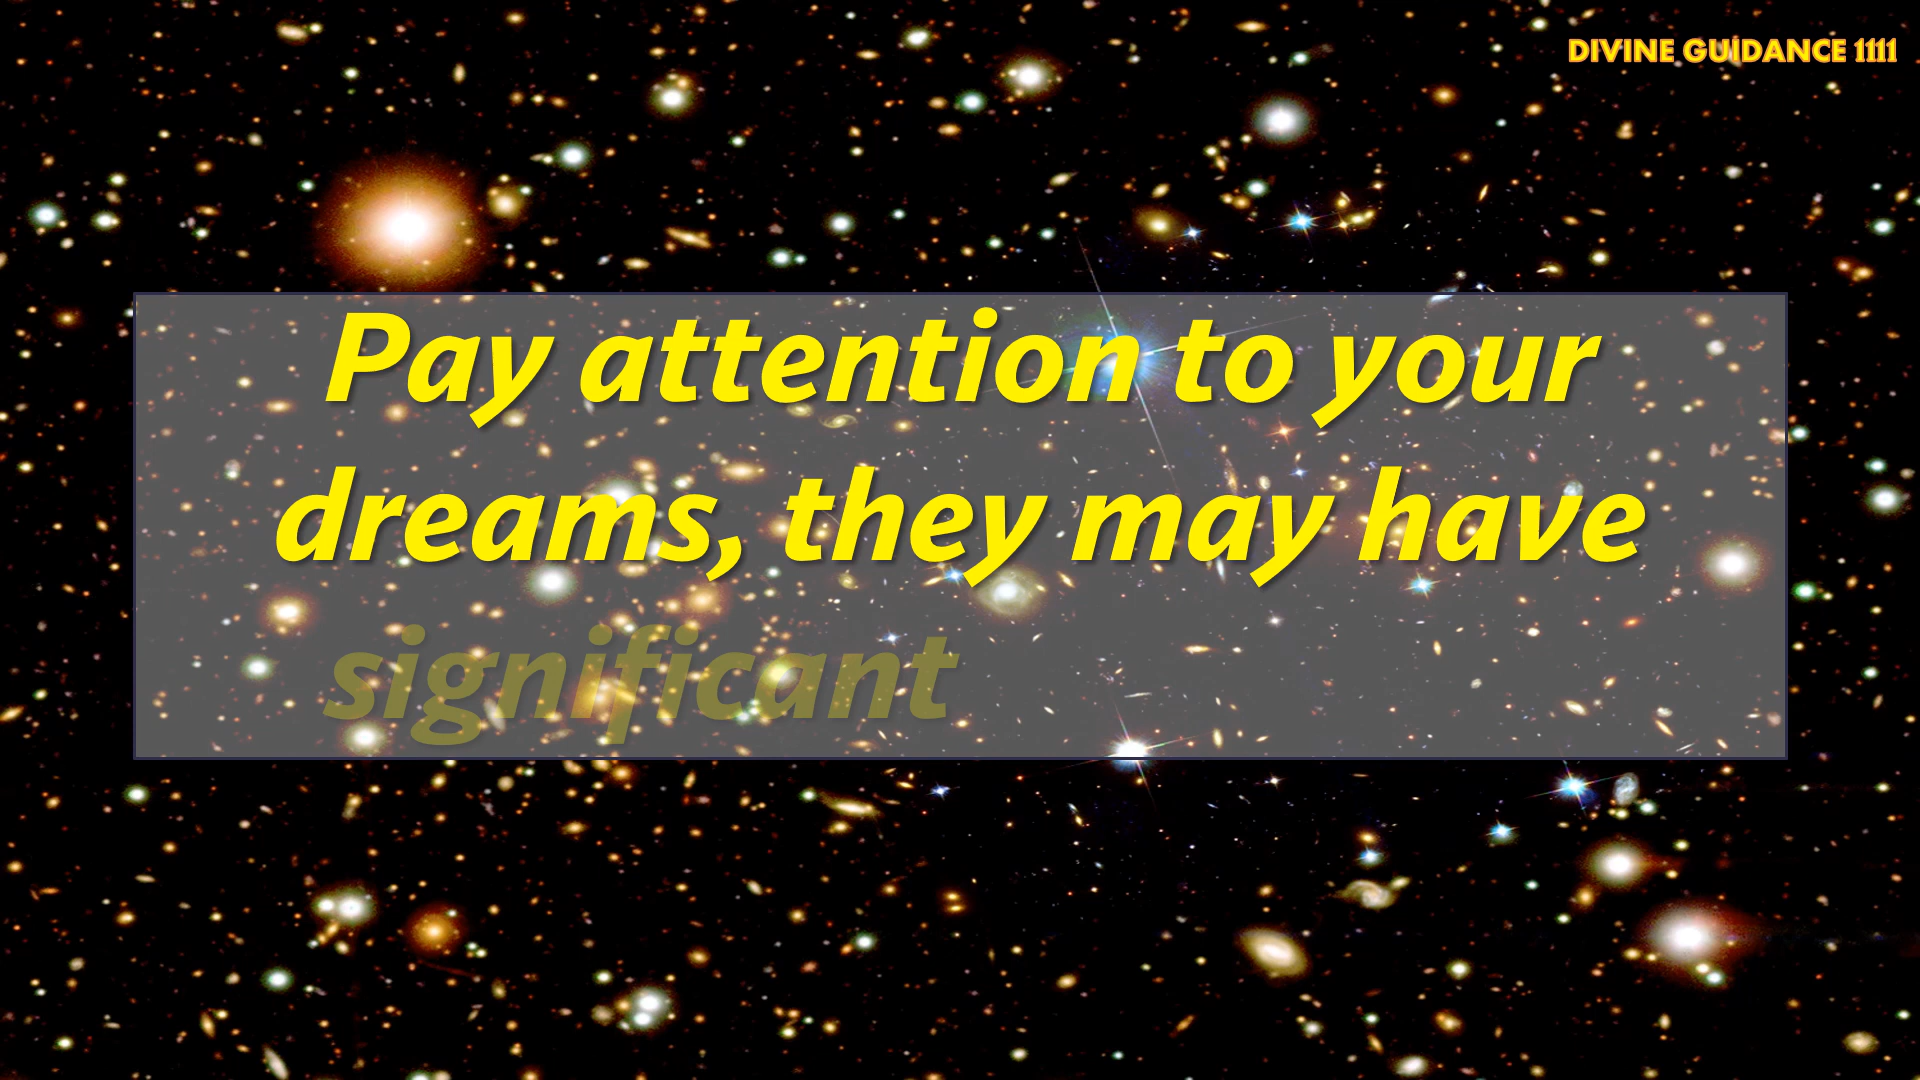 DIVINE GUIDANCE 1111
Pay attention to your
dreams, they may have
significant